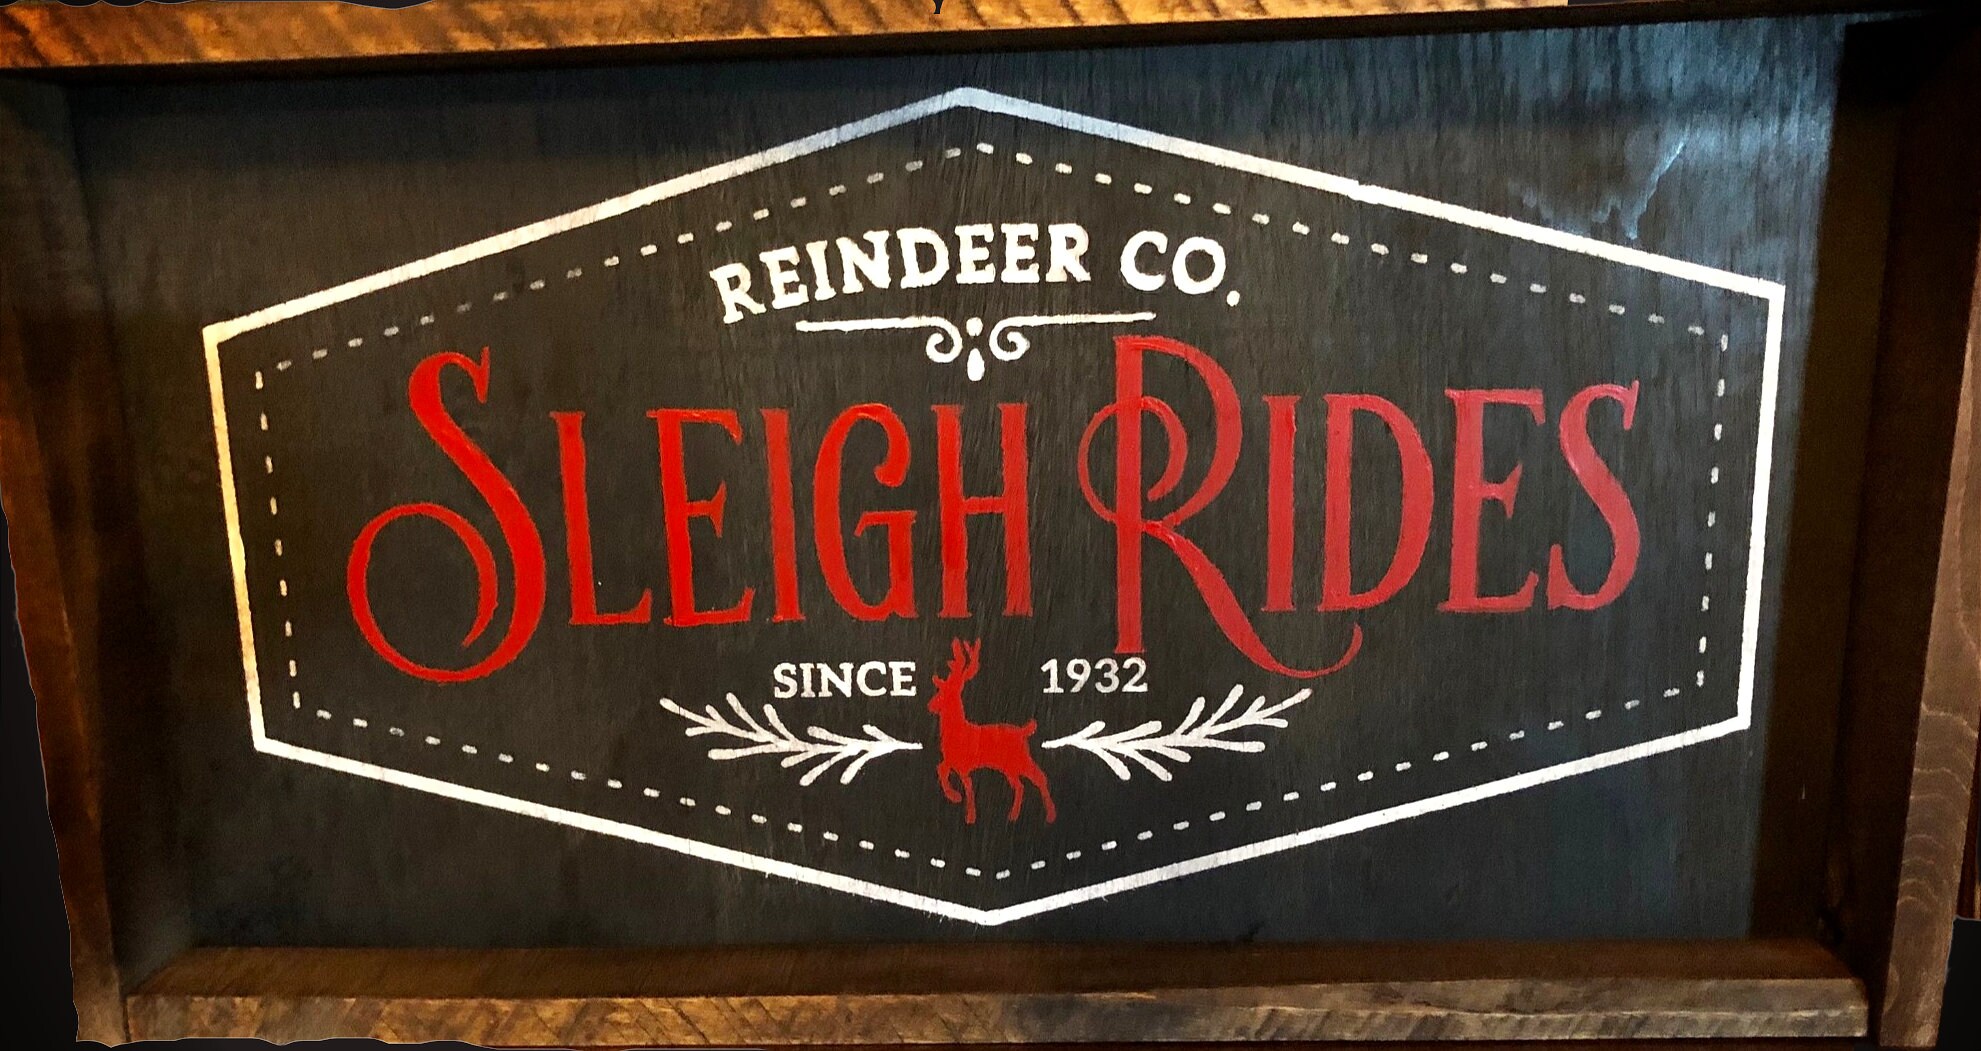 REINDEER CO.
SLEIGH RIDES
SINCE 1932